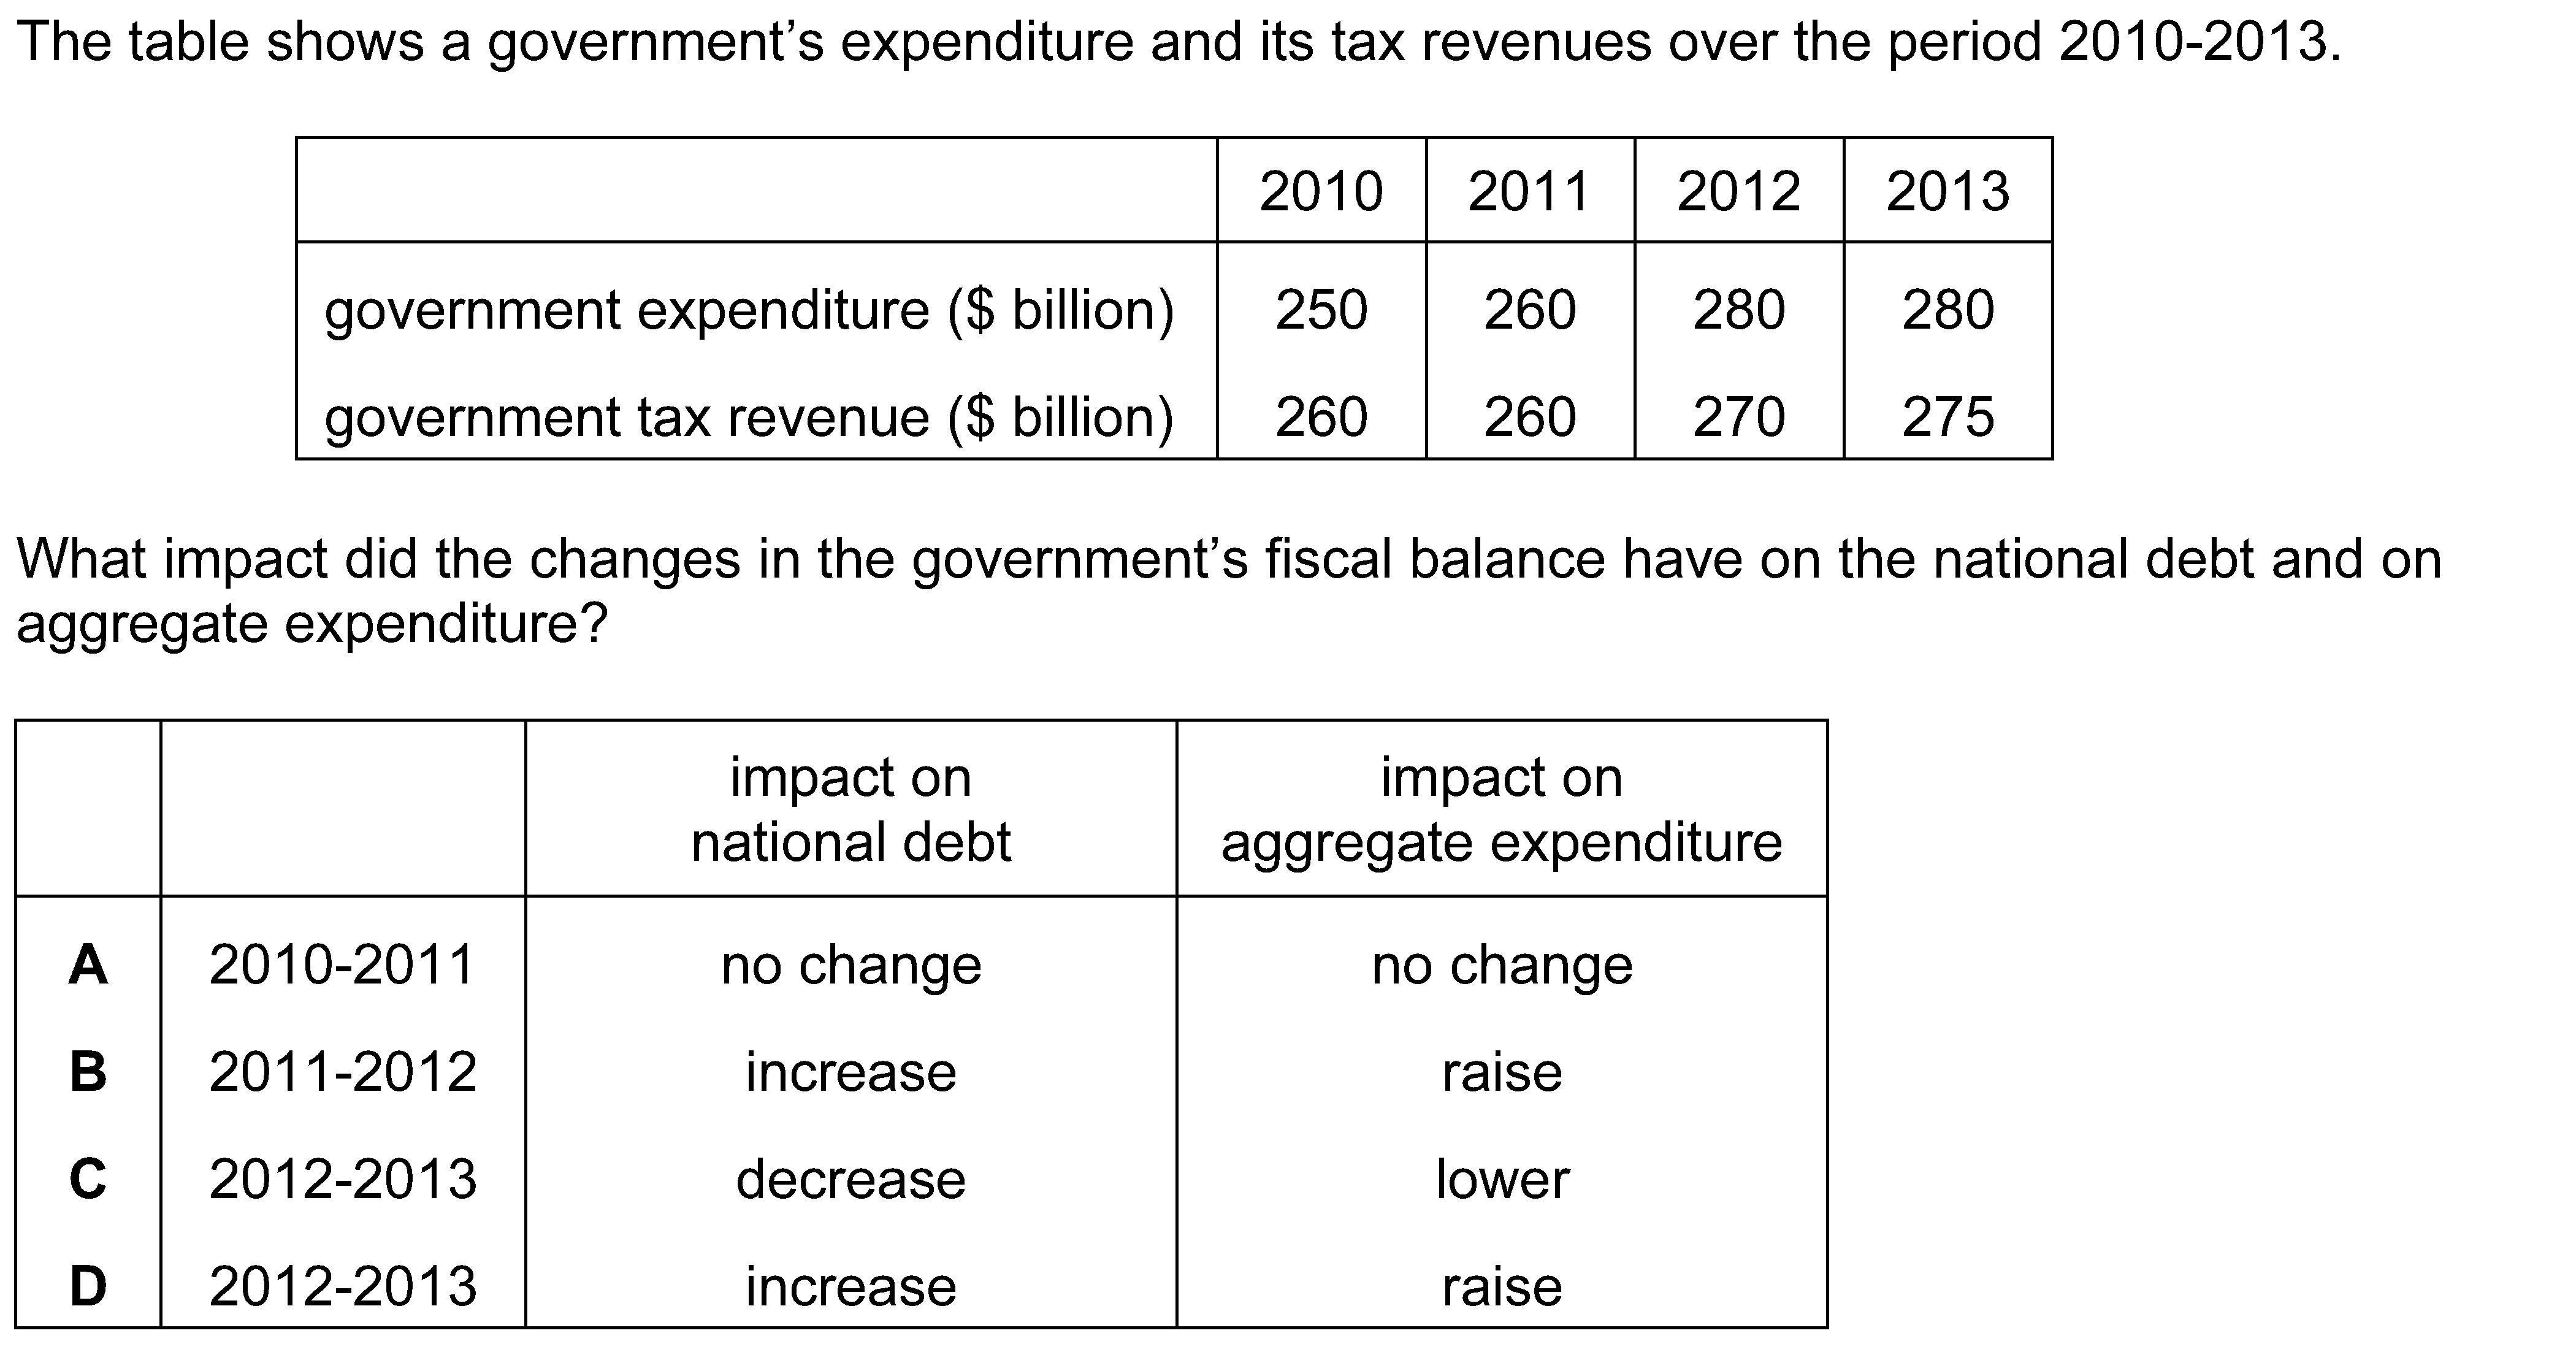 The table shows a government’s expenditure and its tax revenues over the period 2010-2013.
2010 2011 2012 2013
government expenditure ($ billion) 250 260 280 280
government tax revenue ($ billion) 260 260 270 275
What impact did the changes in the government’s fiscal balance have on the national debt and on
aggregate expenditure?
impact on impact on
national debt aggregate expenditure
A 2010-2011 no change no change
B 2011-2012 increase raise
C 2012-2013 decrease lower
D 2012-2013 increase raise